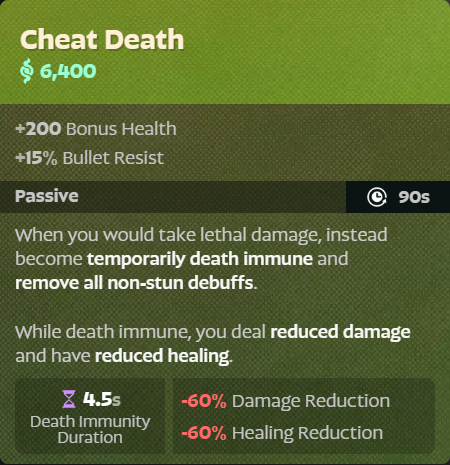 Cheat Death
6,400
+200 Bonus Health
+15% Bullet Resist
Passive
90s
When you would take lethal damage, instead
become temporarily death immune and
remove all non-stun debuffs.
While death immune, you deal reduced damage
and have reduced healing.
4.5s
Death Immunity
Duration
-60% Damage Reduction
-60% Healing Reduction